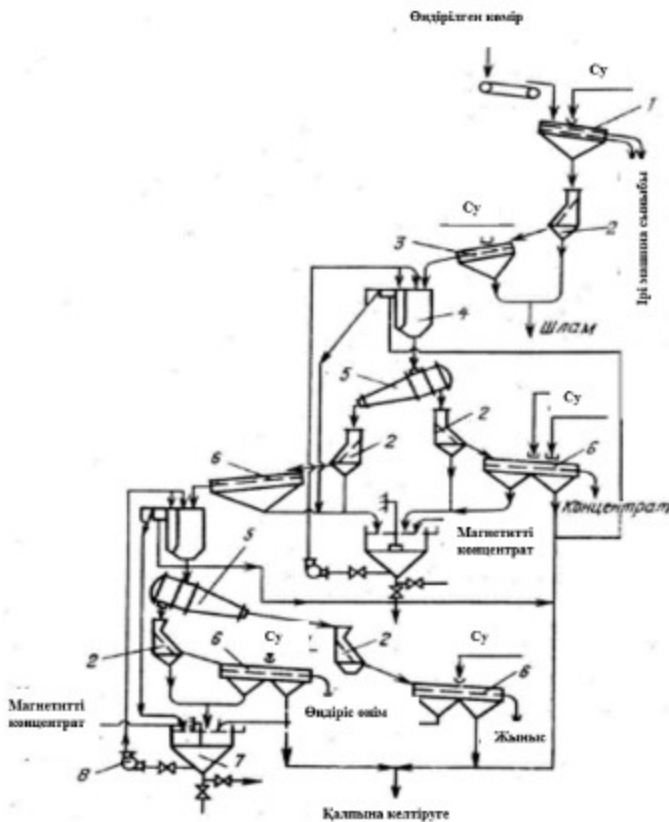 Өндірілген көмір
Су
1
2
Су
3
Ірі машина сыныбы
4
Шлам
5
Су
2
2
6
6
Концентрат
Магнетитті
концентрат
5
2
2
6
Су
Су
6
Магнетитті
концентрат
Өндіріс өнім
Жыныс
8
7
Қалпына келтіруге